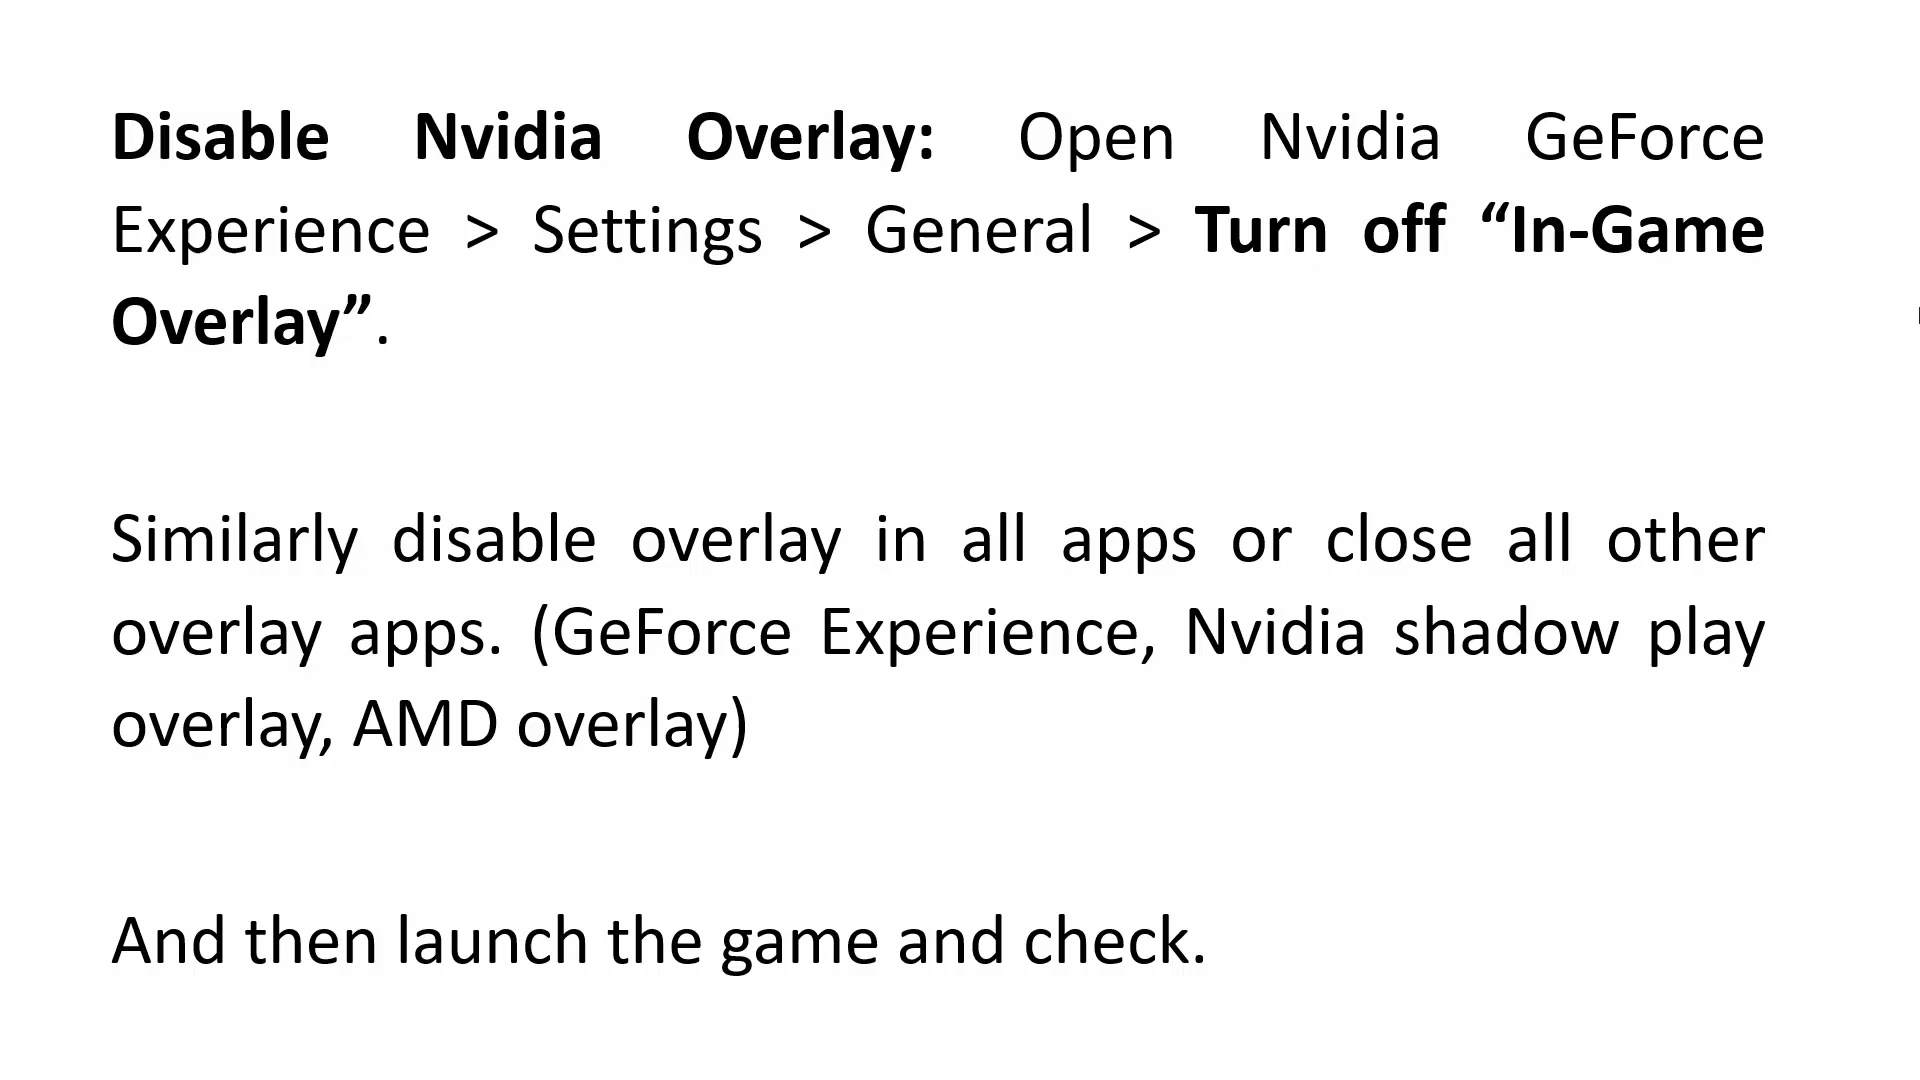 Disable Nvidia Overlay: Open Nvidia GeForce
Experience > Settings > General > Turn off “In-Game
Overlay”.
Similarly disable overlay in all apps or close all other
overlay apps. (GeForce Experience, Nvidia shadow play
overlay, AMD overlay)
And then launch the game and check.